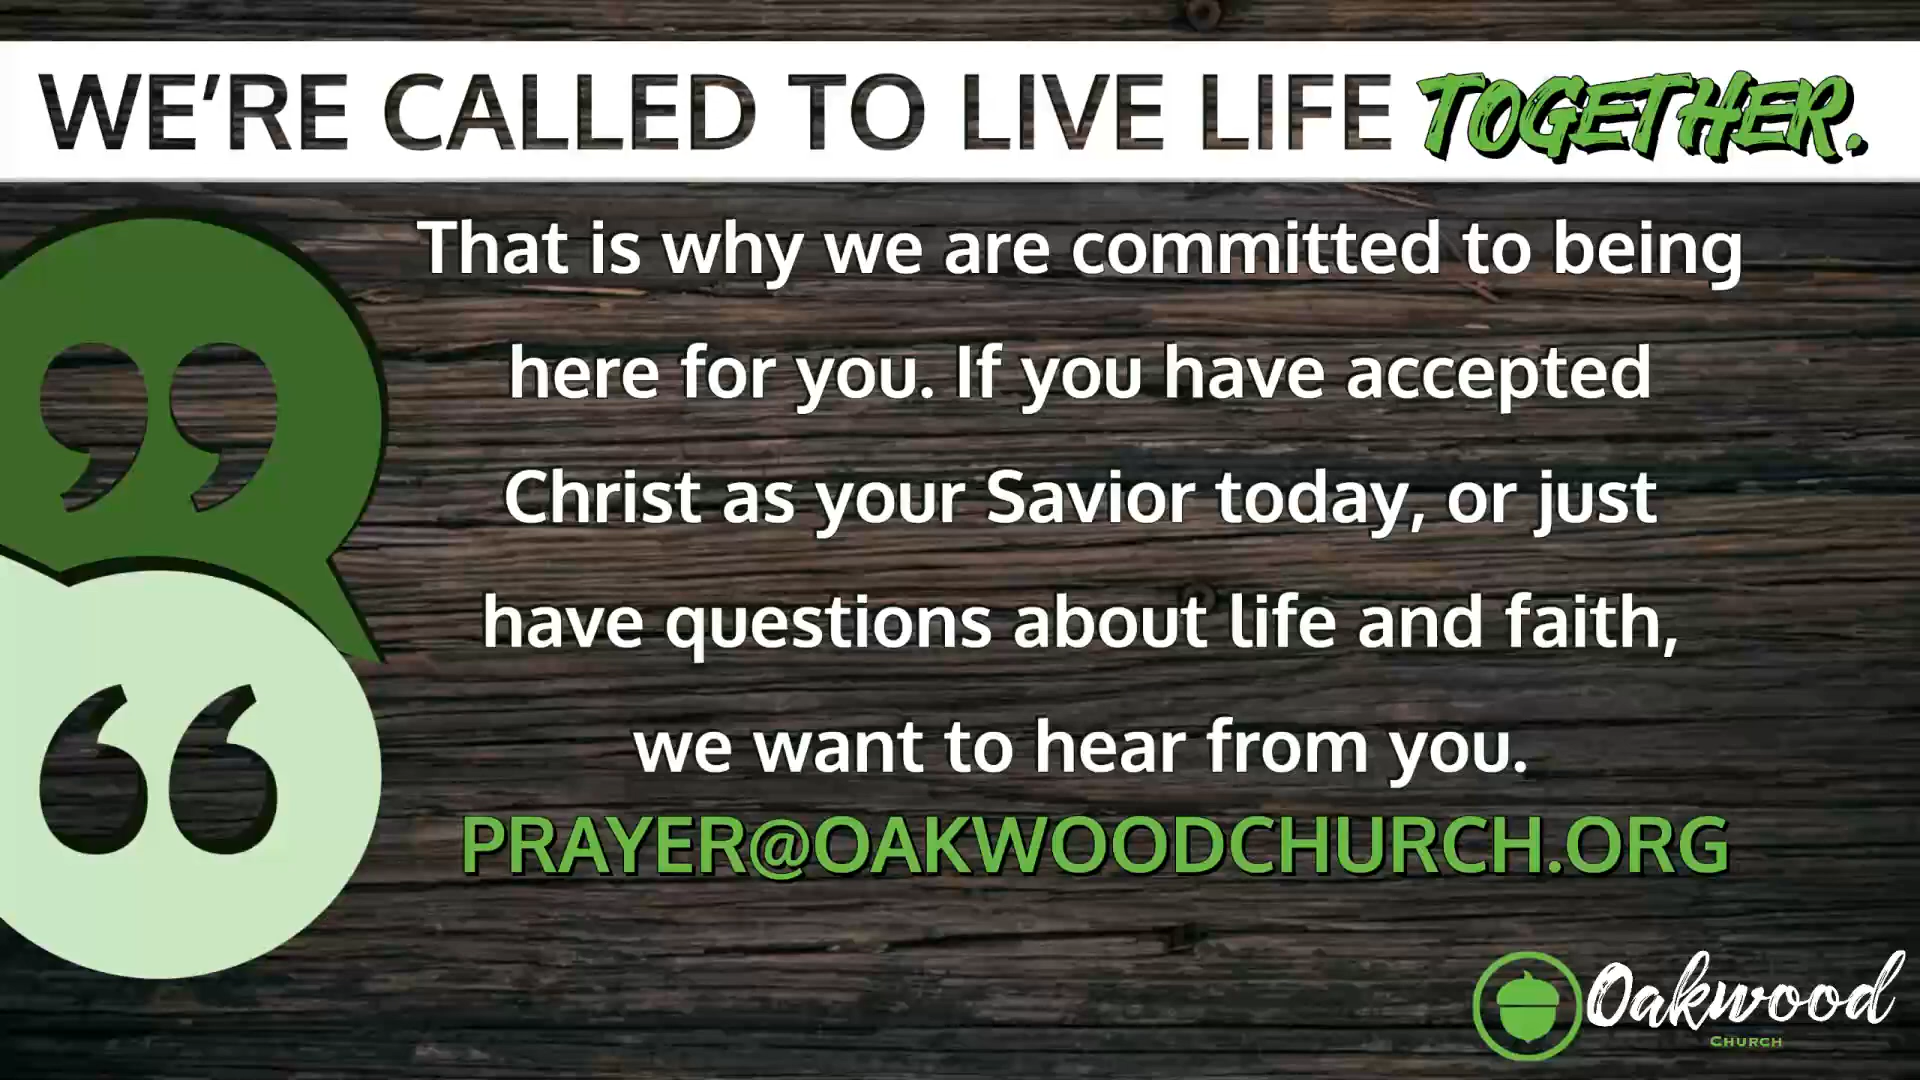 WE'RE CALLED TO LIVE LIFE TOGETHER.
That is why we are committed to being
here for you. If you have accepted
Christ as your Savior today, or just
have questions about life and faith,
we want to hear from you.
PRAYER@OAKWOODCHURCH.ORG
Oakwood
CHURCH